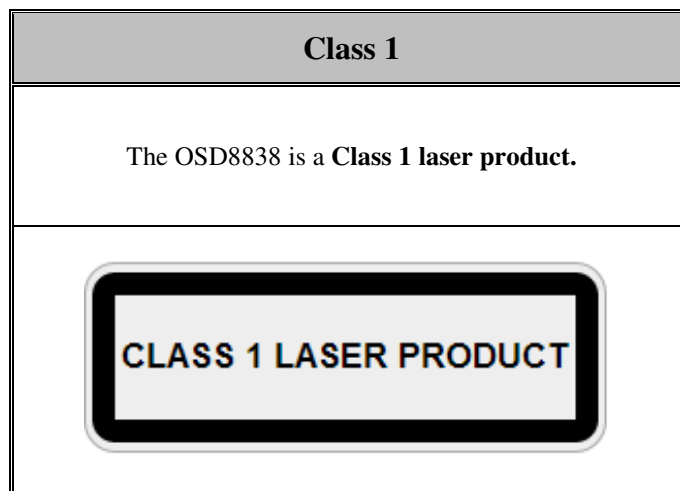 Class 1
The OSD8838 is a Class 1 laser product.
CLASS 1 LASER PRODUCT